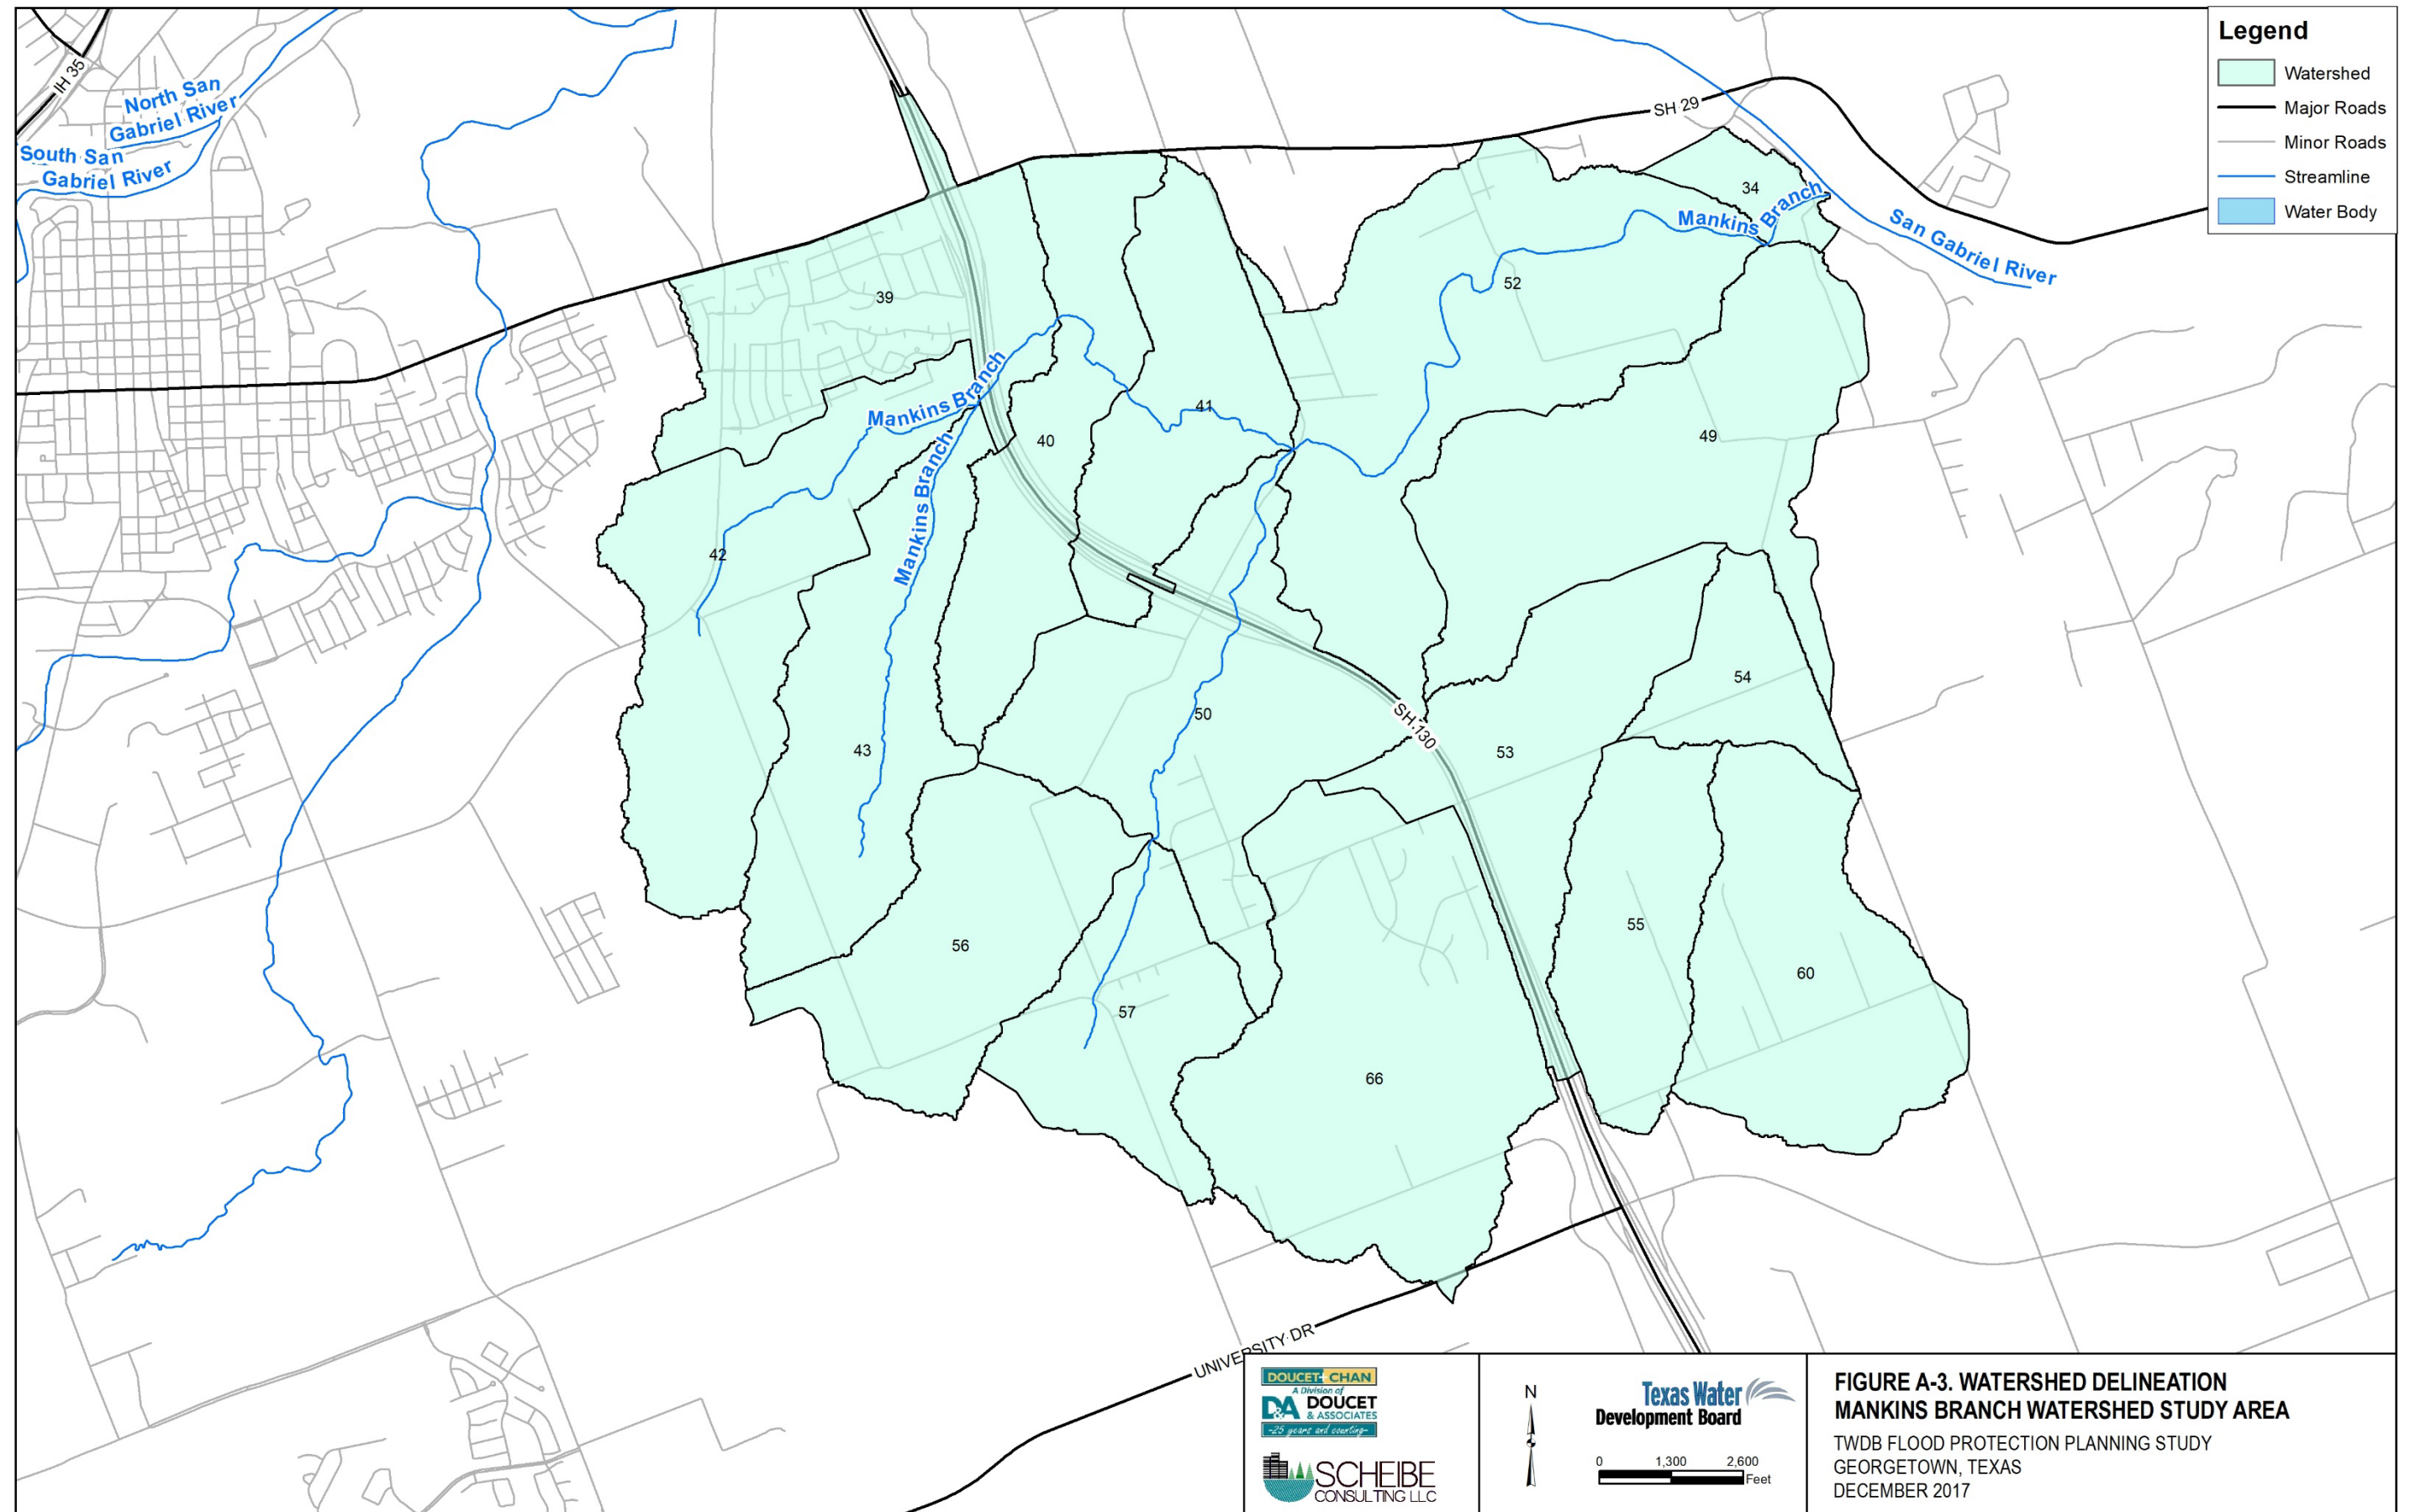 Legend
Watershed
Major Roads
Minor Roads
Streamline
Water Body
IH 35
North San
Gabriel River
South San
Gabriel River
SH 29
34
Mankins Branch
San Gabriel River
52
39
Mankins Branch
41
40
49
Mankins Branch
42
54
50
SH 130
43
53
55
56
60
57
66
UNIVERSITY DR
DOUCET+CHAN
A Division of
D&A DOUCET
& ASSOCIATES
-25 years and counting-
SCHEIBE
CONSULTING LLC
N
Texas Water
Development Board
0 1,300 2,600
Feet
FIGURE A-3. WATERSHED DELINEATION
MANKINS BRANCH WATERSHED STUDY AREA
TWDB FLOOD PROTECTION PLANNING STUDY
GEORGETOWN, TEXAS
DECEMBER 2017